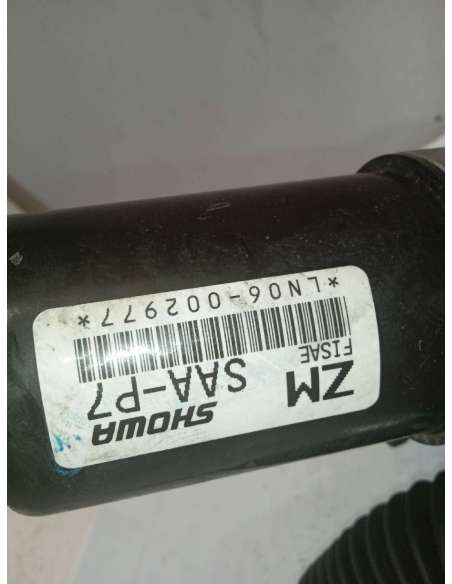 SHOWA
ZM SAA-P7
FISAE
*LN06-002977*